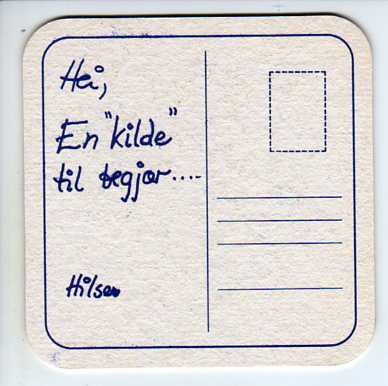 Hei,
En "kilde"
til begjær....
Hilsen